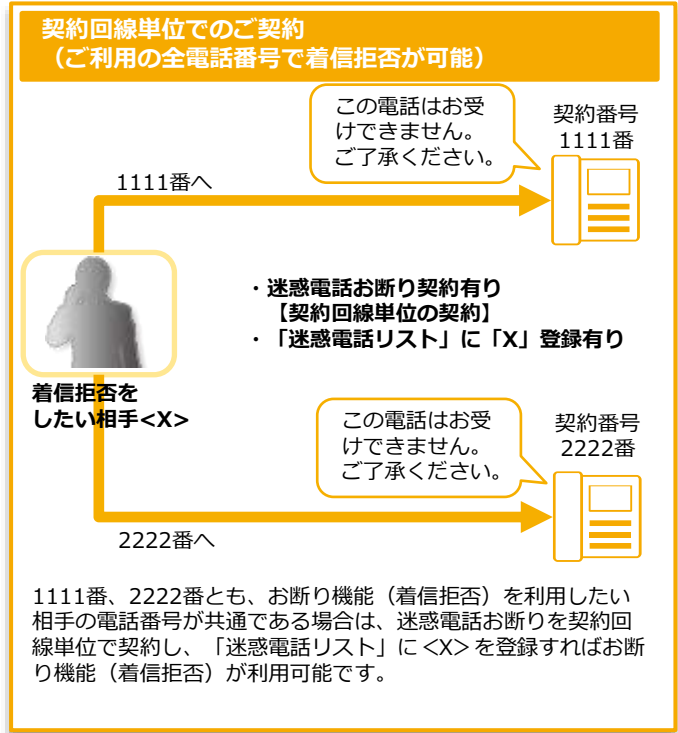 契約回線単位でのご契約
（ご利用の全電話番号で着信拒否が可能）
この電話はお受
けできません。
ご了承ください。
契約番号
1111番
1111番へ
・迷惑電話お断り契約有り
【契約回線単位の契約】
・「迷惑電話リスト」に「X」登録有り
着信拒否を
したい相手<X>
この電話はお受
けできません。
ご了承ください。
契約番号
2222番
2222番へ
1111番、2222番とも、お断り機能（着信拒否）を利用したい
相手の電話番号が共通である場合は、迷惑電話お断りを契約回
線単位で契約し、「迷惑電話リスト」に<X>を登録すればお断
り機能（着信拒否）が利用可能です。